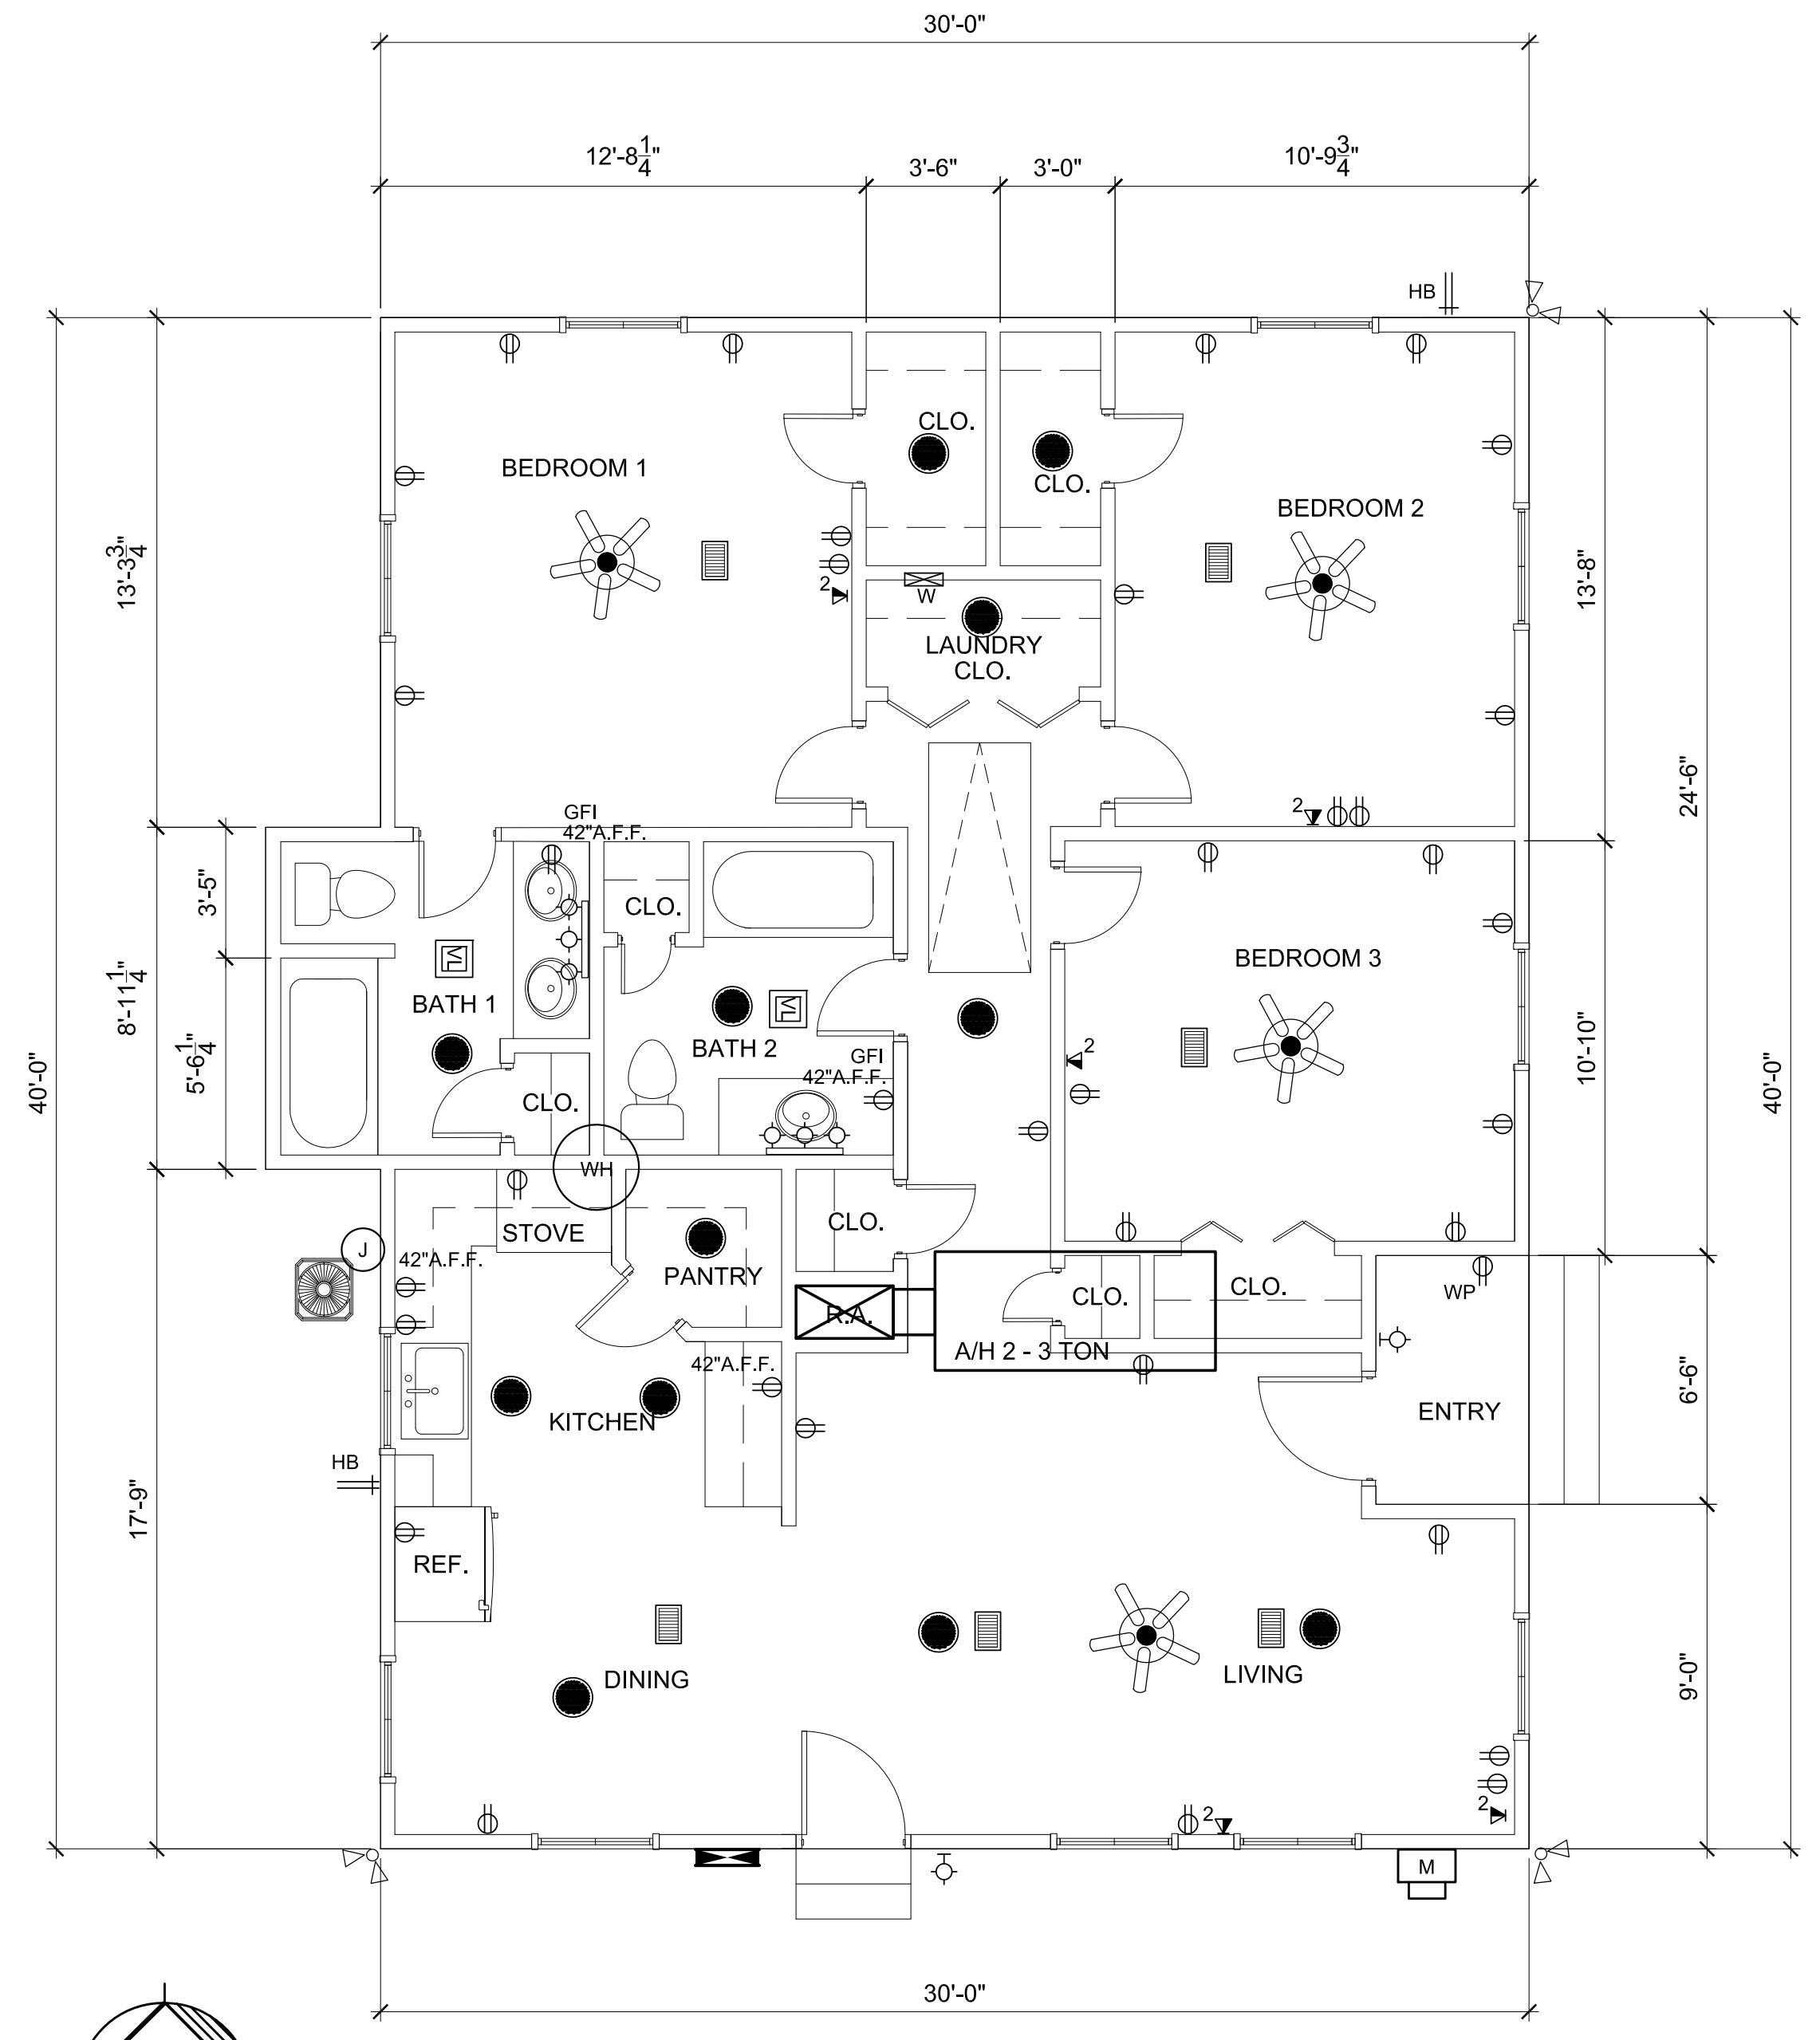 30'-0"
12'-8 1/4"
3'-6"
3'-0"
10'-9 3/4"
HB
CLO.
BEDROOM 1
CLO.
BEDROOM 2
13'-3 3/4"
13'-8"
2
W
LAUNDRY
CLO.
24'-6"
GFI
42"A.F.F.
2
3'-5"
CLO.
BEDROOM 3
8'-11 1/4"
BATH 1
VL
VL
BATH 2
GFI
42"A.F.F.
2
5'-6 1/4"
10'-10"
40'-0"
40'-0"
CLO.
WH
STOVE
CLO.
J
42"A.F.F.
PANTRY
CLO.
CLO.
WP
R.A.
A/H 2 - 3 TON
42"A.F.F.
6'-6"
KITCHEN
ENTRY
HB
17'-9"
REF.
DINING
LIVING
9'-0"
2
2
M
30'-0"